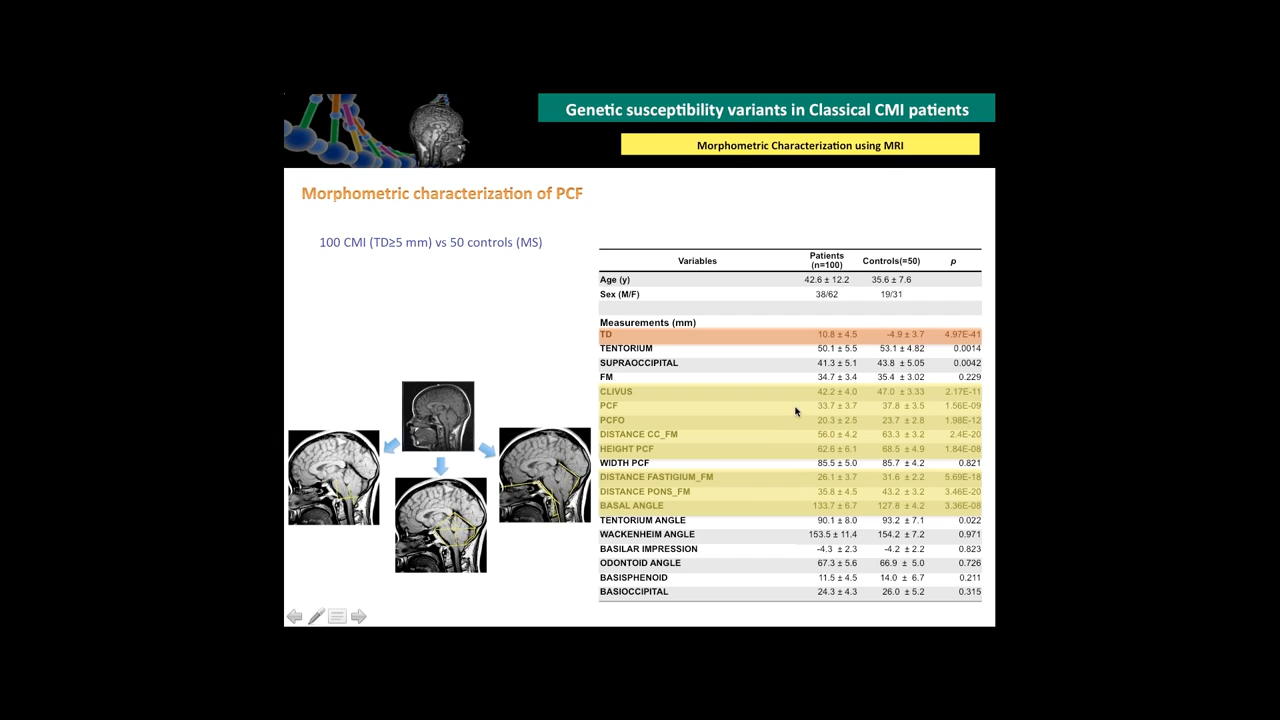 Genetic susceptibility variants in Classical CMI patients
Morphometric Characterization using MRI
Morphometric characterization of PCF
100 CMI (TD≥5 mm) vs 50 controls (MS)
Variables Patients (n=100) Controls(=50) p
Age (y) 42.6 ± 12.2 35.6 ± 7.6
Sex (M/F) 38/62 19/31
Measurements (mm)
TD 10.8 ± 4.5 -4.9 ± 3.7 4.97E-41
TENTORIUM 50.1 ± 5.5 53.1 ± 4.82 0.0014
SUPRAOCCIPITAL 41.3 ± 5.1 43.8 ± 5.05 0.0042
FM 34.7 ± 3.4 35.4 ± 3.02 0.229
CLIVUS 42.2 ± 4.0 47.0 ± 3.33 2.17E-11
PCF 33.7 ± 3.7 37.8 ± 3.5 1.56E-09
PCFO 20.3 ± 2.5 23.7 ± 2.8 1.98E-12
DISTANCE CC_FM 56.0 ± 4.2 63.3 ± 3.2 2.4E-20
HEIGHT PCF 62.6 ± 6.1 68.5 ± 4.9 1.84E-08
WIDTH PCF 85.5 ± 5.0 85.7 ± 4.2 0.821
DISTANCE FASTIGIUM_FM 26.1 ± 3.7 31.6 ± 2.2 5.69E-18
DISTANCE PONS_FM 35.8 ± 4.5 43.2 ± 3.2 3.46E-20
BASAL ANGLE 133.7 ± 6.7 127.8 ± 4.2 3.36E-08
TENTORIUM ANGLE 90.1 ± 8.0 93.2 ± 7.1 0.022
WACKENHEIM ANGLE 153.5 ± 11.4 154.2 ± 7.2 0.971
BASILAR IMPRESSION -4.3 ± 2.3 -4.2 ± 2.2 0.823
ODONTOID ANGLE 67.3 ± 5.6 66.9 ± 5.0 0.726
BASISPHENOID 11.5 ± 4.5 14.0 ± 6.7 0.211
BASIOCCIPITAL 24.3 ± 4.3 26.0 ± 5.2 0.315